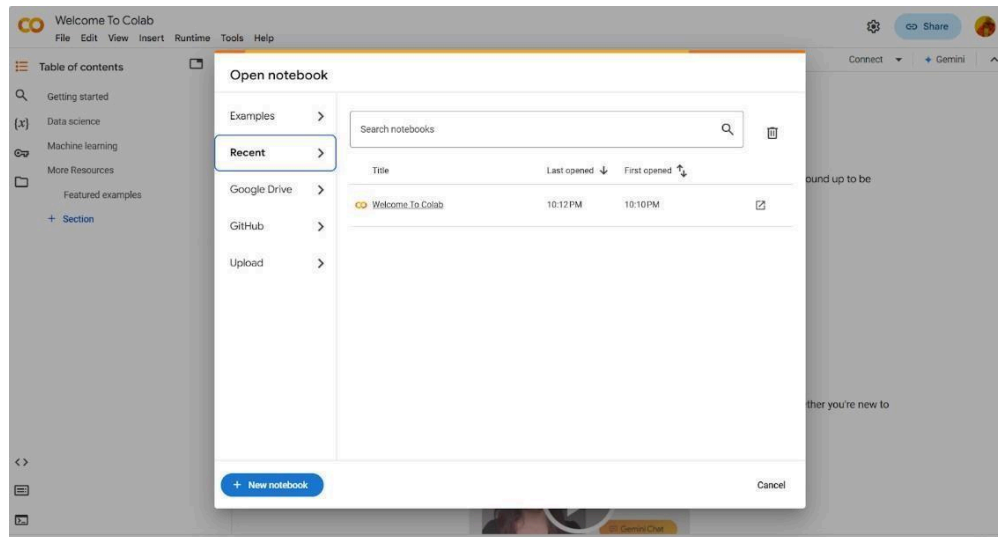 Welcome To Colab
File Edit View Insert Runtime Tools Help
Share
Table of contents
Connect
Gemini
Getting started
Data science
Machine learning
More Resources
Featured examples
+ Section
Open notebook
Examples
Recent
Google Drive
GitHub
Upload
Search notebooks
Title Last opened First opened
Welcome To Colab 10:12 PM 10:10 PM
+ New notebook
Cancel
ound up to be
ther you're new to
Gemini Chat